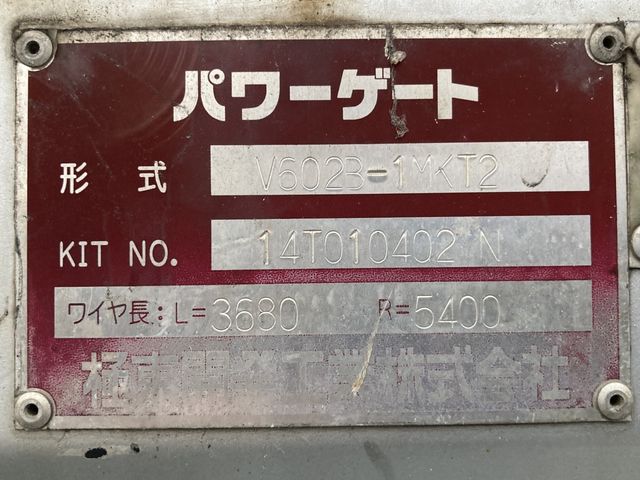 パワーゲート
形式 V602B-1MKT2
KIT NO. 14T010402 N
ワイヤ長: L=3680 R=5400
極東開発工業株式会社